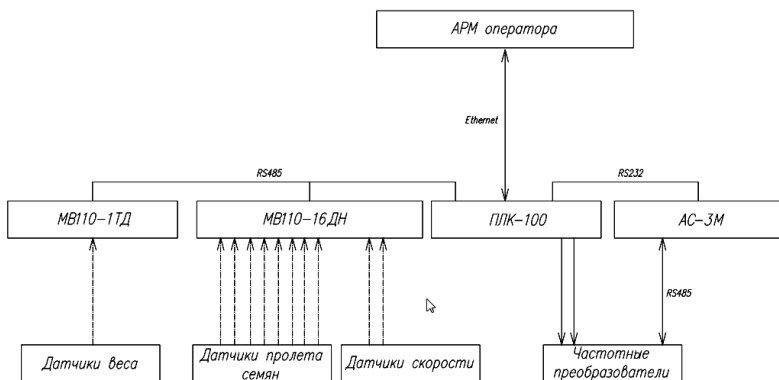 АРМ оператора
Ethernet
RS485
RS232
МВ110-1ТД
МВ110-16ДН
ПЛК-100
АС-3М
RS485
Датчики веса
Датчики пролета
семян
Датчики скорости
Частотные
преобразователи